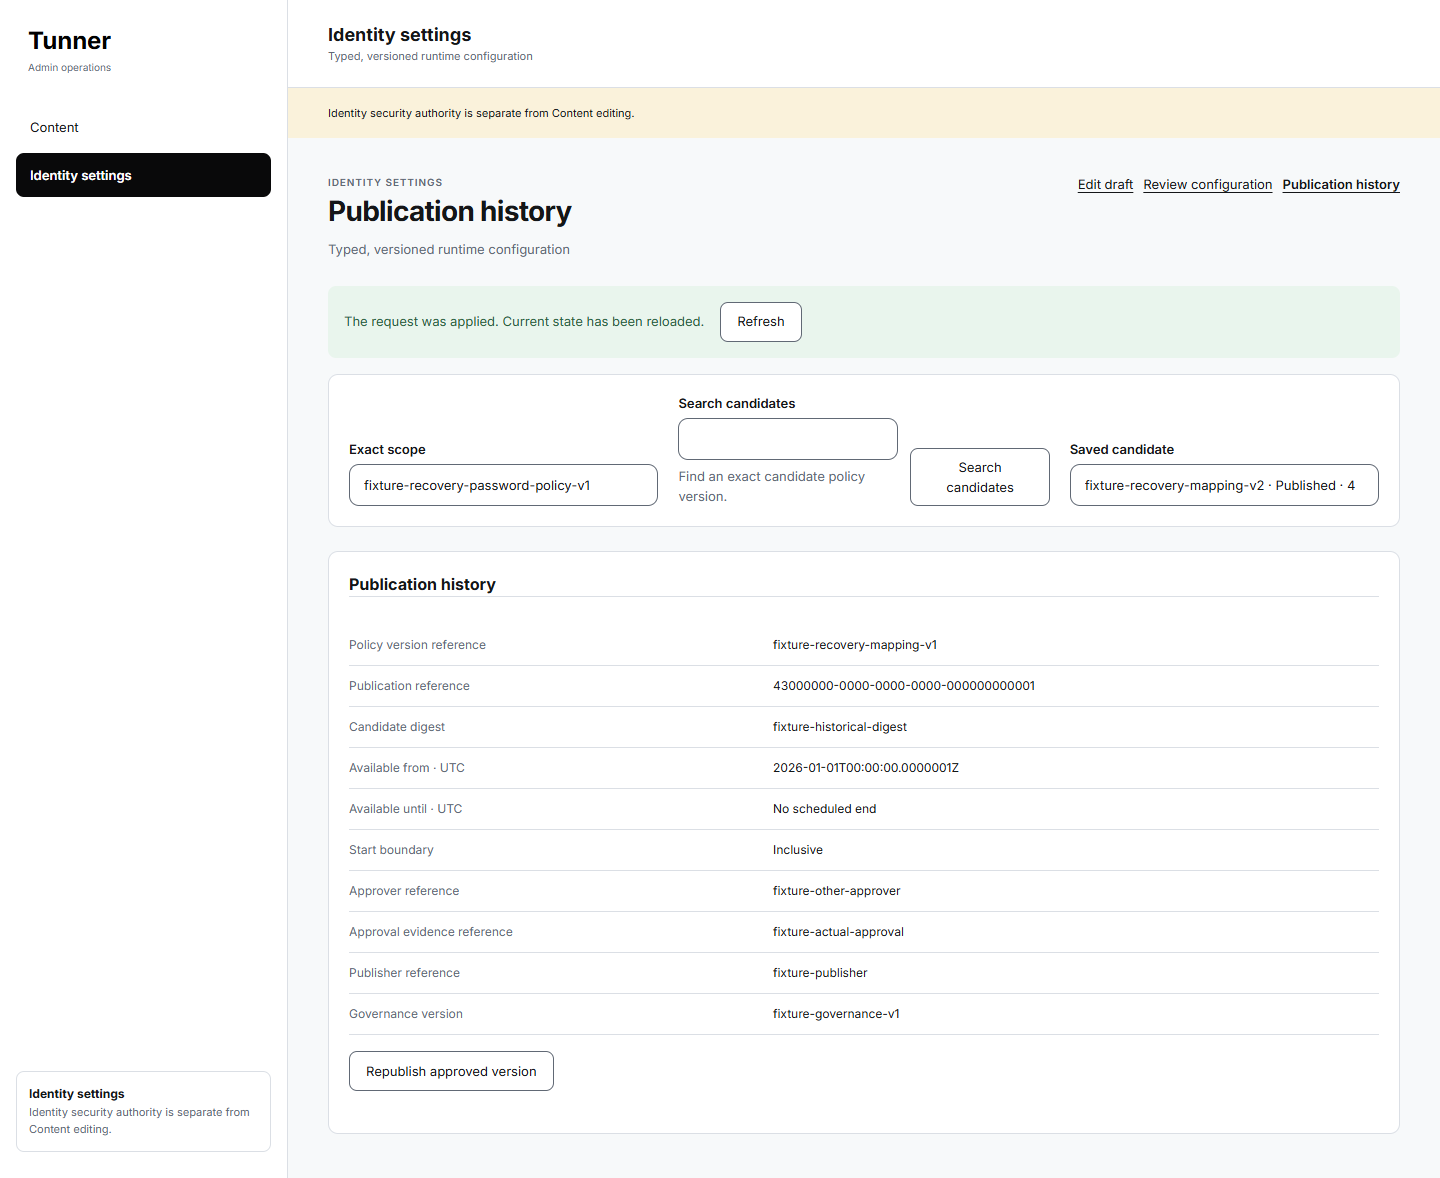 Tunner
Admin operations
Content
Identity settings
Identity settings
Identity security authority is separate from
Content editing.
Identity settings
Typed, versioned runtime configuration
Identity security authority is separate from Content editing.
IDENTITY SETTINGS
Publication history
Typed, versioned runtime configuration
Edit draft Review configuration Publication history
The request was applied. Current state has been reloaded.
Refresh
Exact scope
fixture-recovery-password-policy-v1
Search candidates
Find an exact candidate policy
version.
Search
candidates
Saved candidate
fixture-recovery-mapping-v2 · Published · 4
Publication history
Policy version reference fixture-recovery-mapping-v1
Publication reference 43000000-0000-0000-0000-000000000001
Candidate digest fixture-historical-digest
Available from · UTC 2026-01-01T00:00:00.0000001Z
Available until · UTC No scheduled end
Start boundary Inclusive
Approver reference fixture-other-approver
Approval evidence reference fixture-actual-approval
Publisher reference fixture-publisher
Governance version fixture-governance-v1
Republish approved version